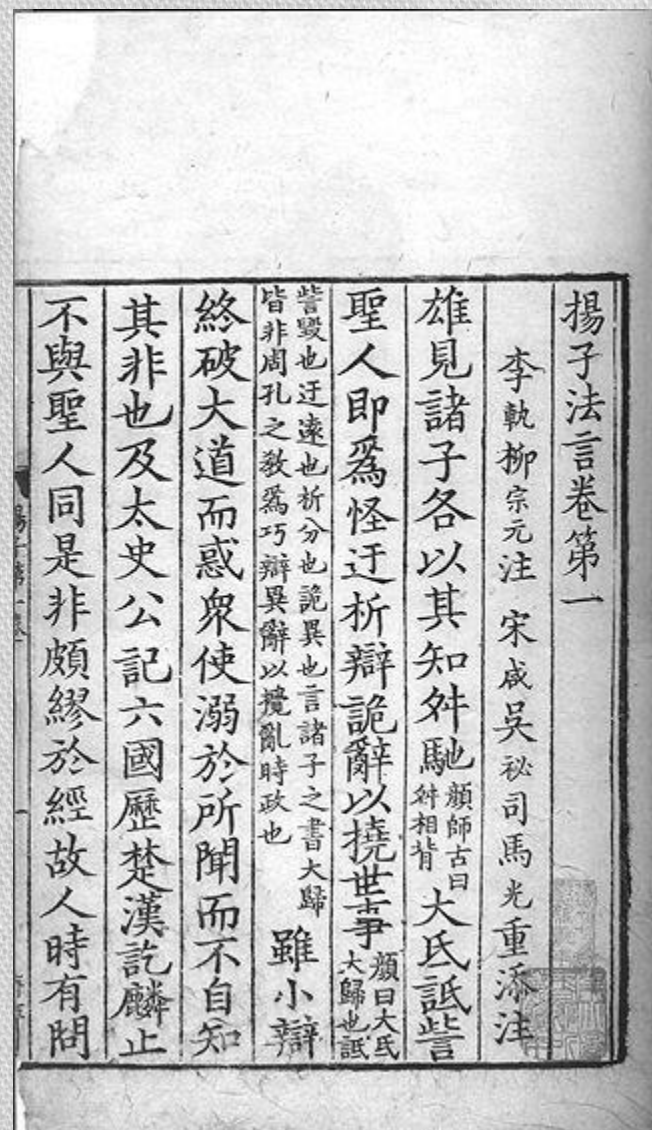 揚子法言卷第一
李軌柳宗元注 宋咸吳祕司馬光重添注
雄見諸子各以其知舛馳顏師古曰舛相背大氐詆訾
聖人即爲怪迂析辯詭辭以撓世事顏曰大氐大歸也詆
訾毀也迂遠也析分也詭異也言諸子之書大歸皆非周孔之教爲巧辯異辭以攪亂時政也雖小辯
終破大道而惑衆使溺於所聞而不自知
其非也及太史公記六國歷楚漢訖麟止
不與聖人同是非頗繆於經故人時有問